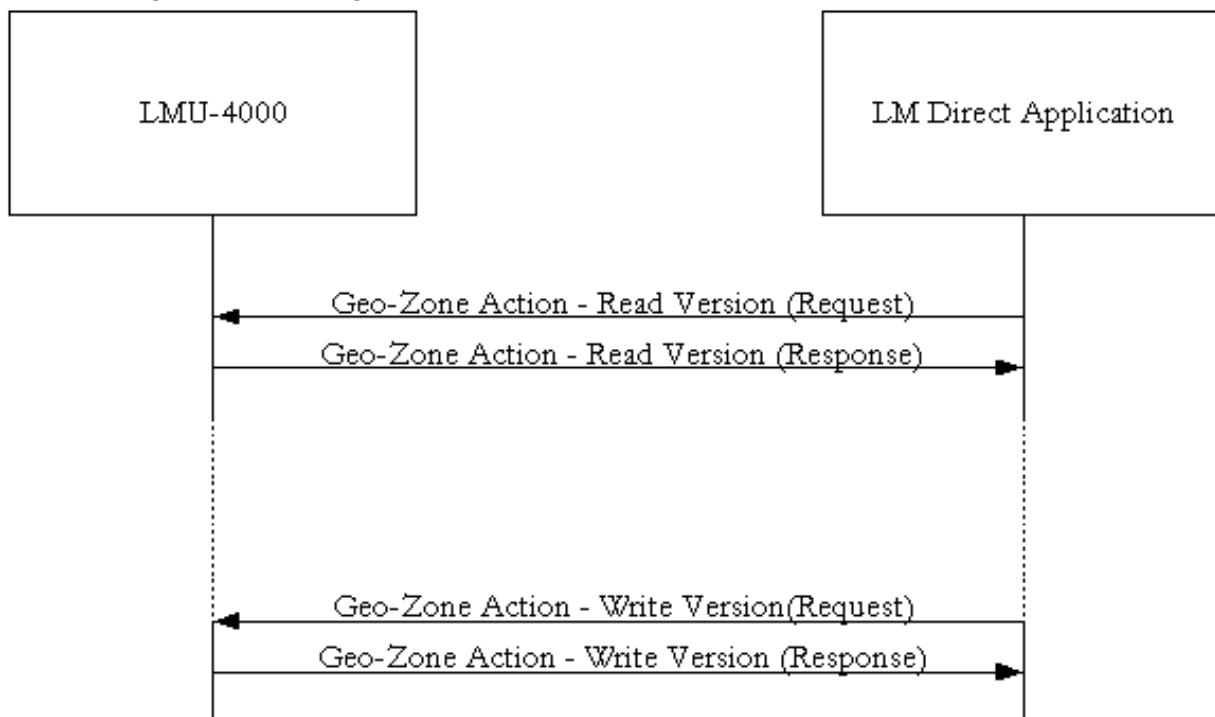 LMU-4000
LM Direct Application
Geo-Zone Action - Read Version (Request)
Geo-Zone Action - Read Version (Response)
Geo-Zone Action - Write Version(Request)
Geo-Zone Action - Write Version (Response)